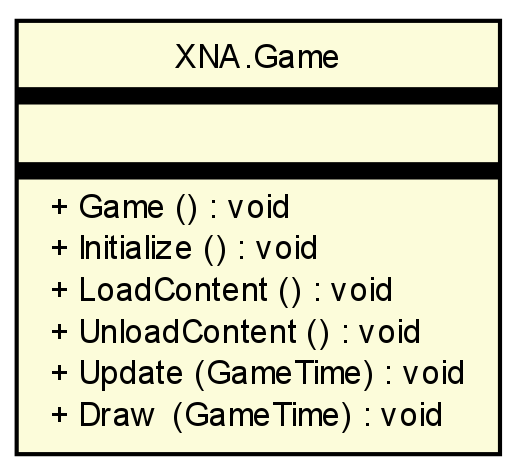 XNA.Game
+ Game () : void
+ Initialize () : void
+ LoadContent () : void
+ UnloadContent () : void
+ Update (GameTime) : void
+ Draw (GameTime) : void